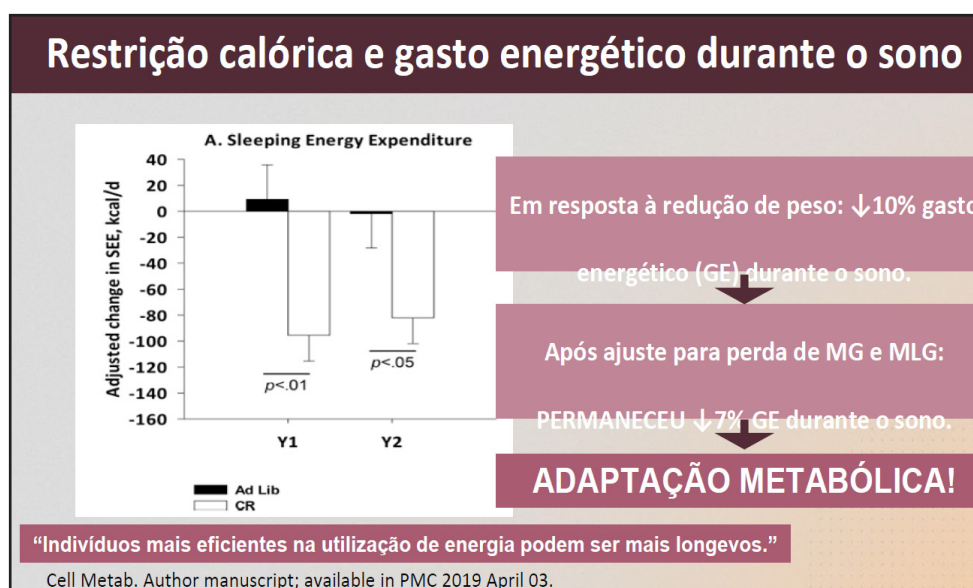 Restrição calórica e gasto energético durante o sono
A. Sleeping Energy Expenditure
Adjusted change in SEE, kcal/d
40
20
0
-20
-40
-60
-80
-100
-120
-140
-160
p<.01
p<.05
Y1
Y2
Ad Lib
CR
Em resposta à redução de peso: ↓10% gasto
energético (GE) durante o sono.
Após ajuste para perda de MG e MLG:
PERMANECEU ↓7% GE durante o sono.
ADAPTAÇÃO METABÓLICA!
“Indivíduos mais eficientes na utilização de energia podem ser mais longevos.”
Cell Metab. Author manuscript; available in PMC 2019 April 03.